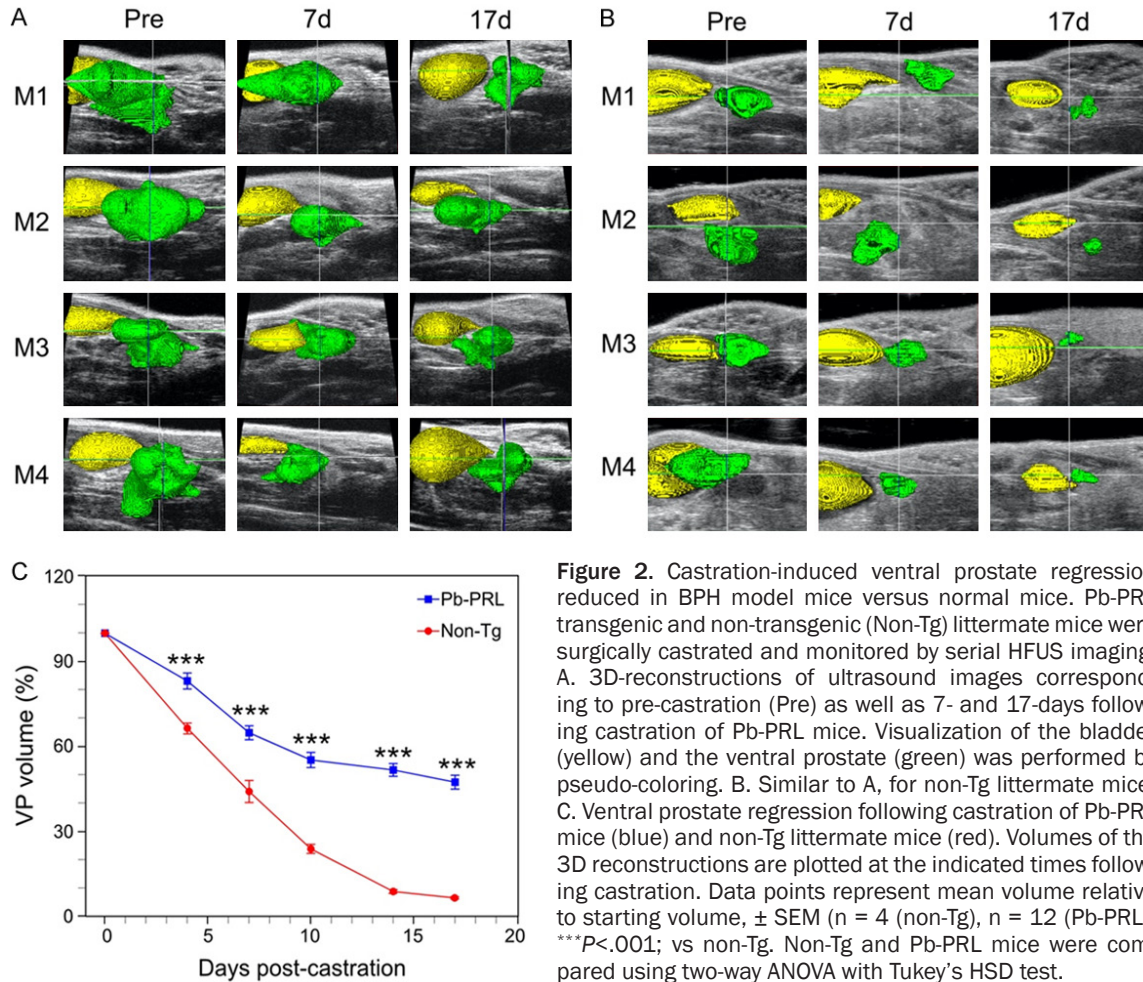 A
Pre 7d 17d
M1
M2
M3
M4
B
Pre 7d 17d
M1
M2
M3
M4
C
120
90
60
30
0
VP volume (%)
Pb-PRL
Non-Tg
*** *** *** *** ***
0 5 10 15 20
Days post-castration
Figure 2. Castration-induced ventral prostate regressio
reduced in BPH model mice versus normal mice. Pb-PR
transgenic and non-transgenic (Non-Tg) littermate mice wer
surgically castrated and monitored by serial HFUS imaging
A. 3D-reconstructions of ultrasound images correspond
ing to pre-castration (Pre) as well as 7- and 17-days follow
ing castration of Pb-PRL mice. Visualization of the bladde
(yellow) and the ventral prostate (green) was performed b
pseudo-coloring. B. Similar to A, for non-Tg littermate mice
C. Ventral prostate regression following castration of Pb-PR
mice (blue) and non-Tg littermate mice (red). Volumes of th
3D reconstructions are plotted at the indicated times follow
ing castration. Data points represent mean volume relativ
to starting volume, ± SEM (n = 4 (non-Tg), n = 12 (Pb-PRL
***P<.001; vs non-Tg. Non-Tg and Pb-PRL mice were com
pared using two-way ANOVA with Tukey's HSD test.